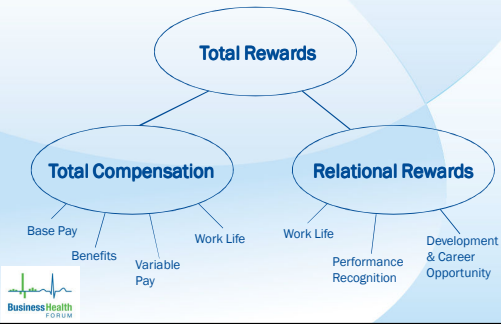 Total Rewards
Total Compensation
Relational Rewards
Base Pay
Benefits
Variable
Pay
Work Life
Work Life
Performance
Recognition
Development
& Career
Opportunity
BusinessHealth
FORUM